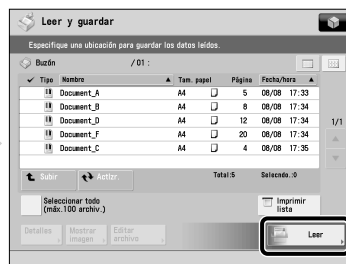 Leer y guardar
Especifique una ubicación para guardar los datos leídos.
Buzón /01 :
✓ Tipo Nombre ▲ Tam. papel Página Fecha/hora ▲
Document_A A4 5 08/08 17:33
Document_B A4 8 08/08 17:34
Document_D A4 12 08/08 17:34
Document_F A4 20 08/08 17:34
Document_C A4 4 08/08 17:35
1/1
Subir Actlzr. Total:5 Selecndo.:0
Seleccionar todo
(máx.100 archiv.)
Imprimir
lista
Detalles Mostrar
imagen Editar
archivo
Leer